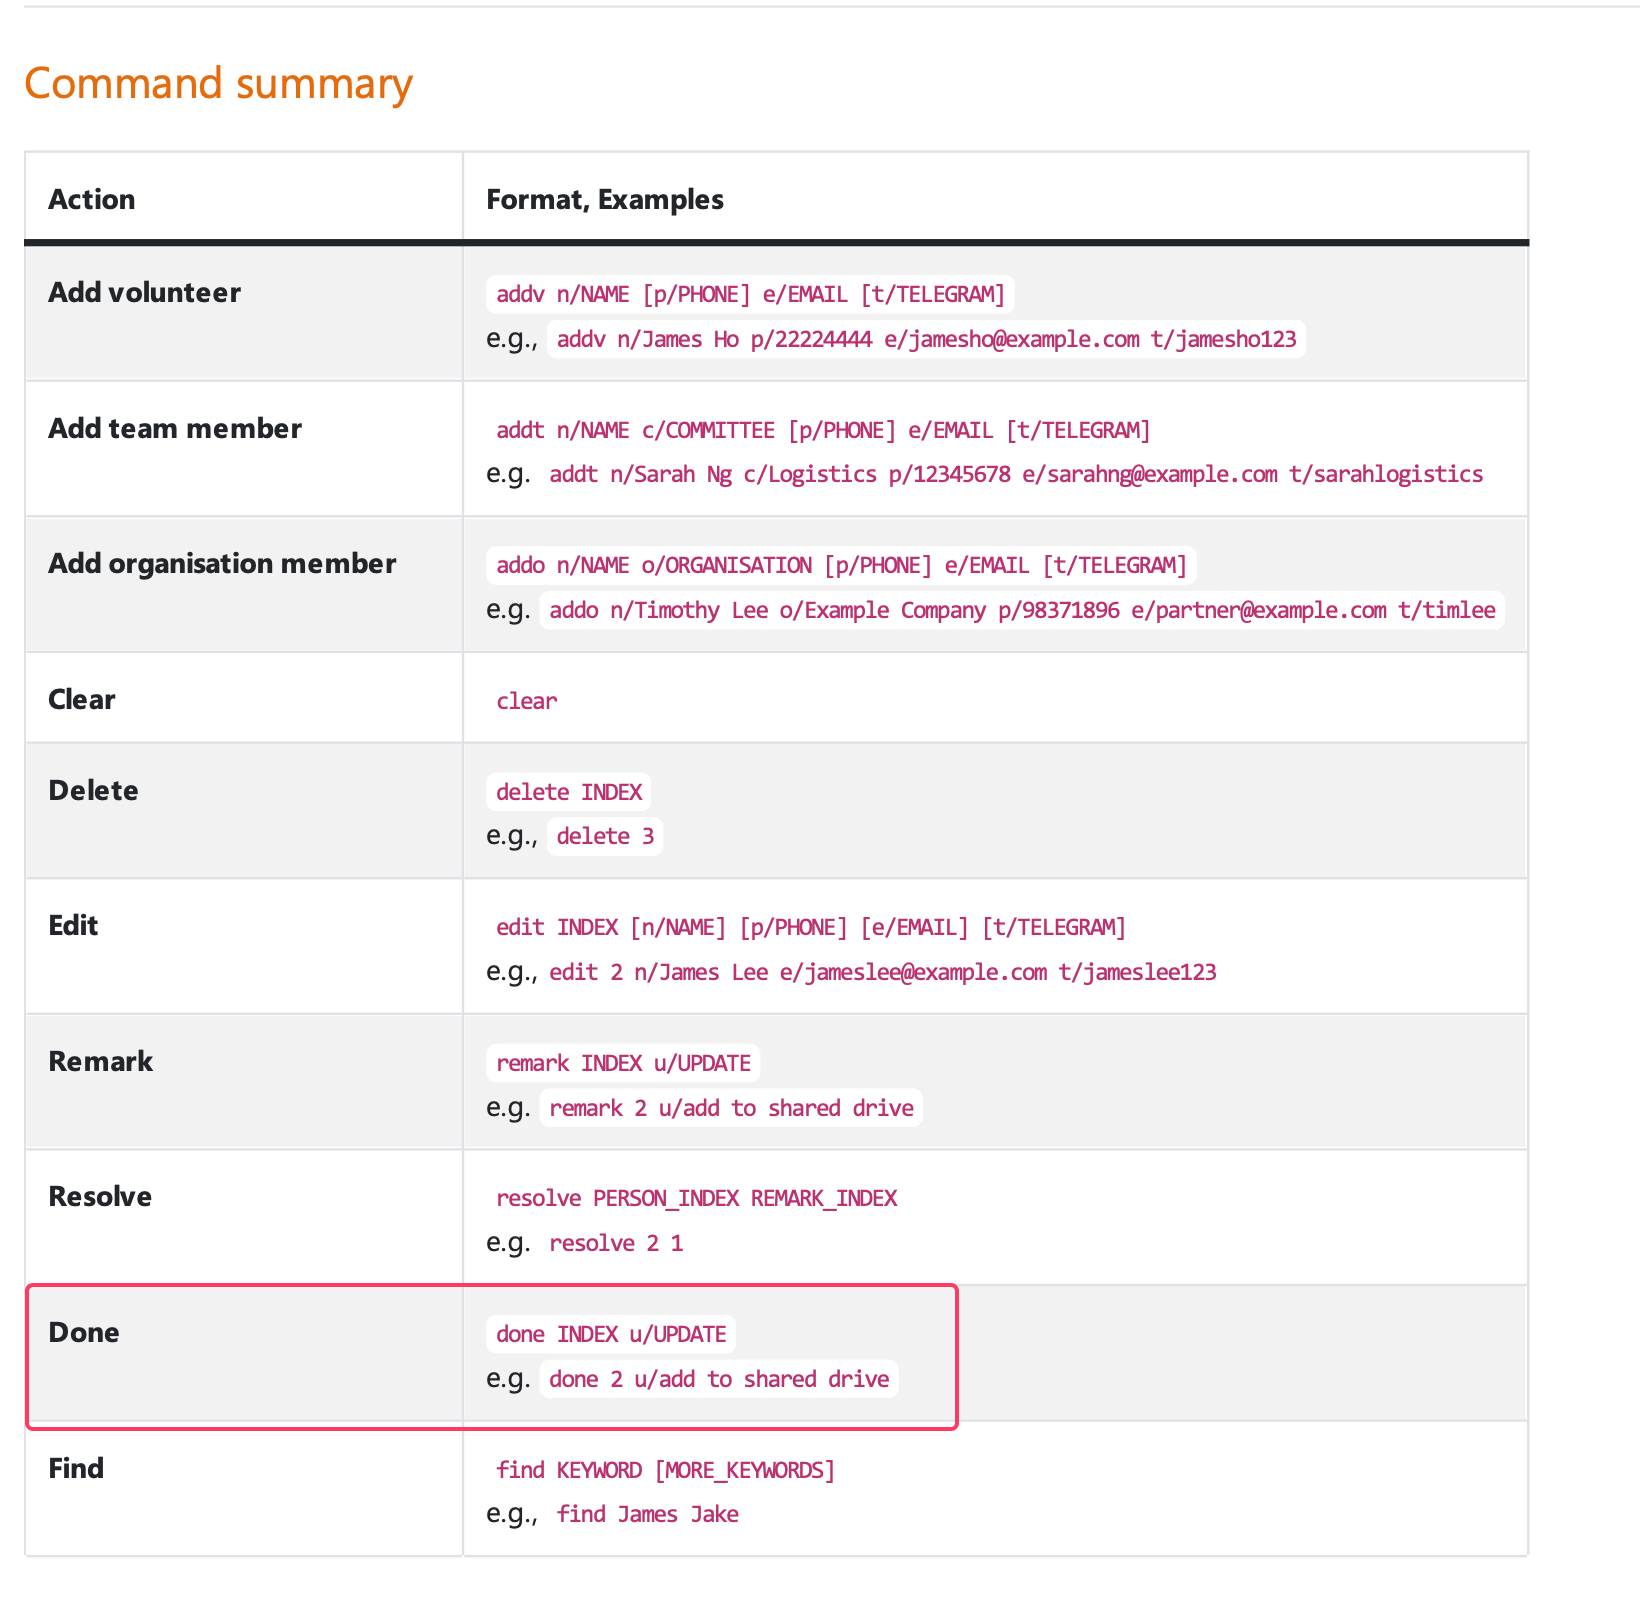 Command summary
Action
Format, Examples
Add volunteer
addv n/NAME [p/PHONE] e/EMAIL [t/TELEGRAM]
e.g., addv n/James Ho p/22224444 e/jamesho@example.com t/jamesho123
Add team member
addt n/NAME c/COMMITTEE [p/PHONE] e/EMAIL [t/TELEGRAM]
e.g. addt n/Sarah Ng c/Logistics p/12345678 e/sarahng@example.com t/sarahlogistics
Add organisation member
addo n/NAME o/ORGANISATION [p/PHONE] e/EMAIL [t/TELEGRAM]
e.g. addo n/Timothy Lee o/Example Company p/98371896 e/partner@example.com t/timlee
Clear
clear
Delete
delete INDEX
e.g., delete 3
Edit
edit INDEX [n/NAME] [p/PHONE] [e/EMAIL] [t/TELEGRAM]
e.g., edit 2 n/James Lee e/jameslee@example.com t/jameslee123
Remark
remark INDEX u/UPDATE
e.g. remark 2 u/add to shared drive
Resolve
resolve PERSON_INDEX REMARK_INDEX
e.g. resolve 2 1
Done
done INDEX u/UPDATE
e.g. done 2 u/add to shared drive
Find
find KEYWORD [MORE_KEYWORDS]
e.g., find James Jake